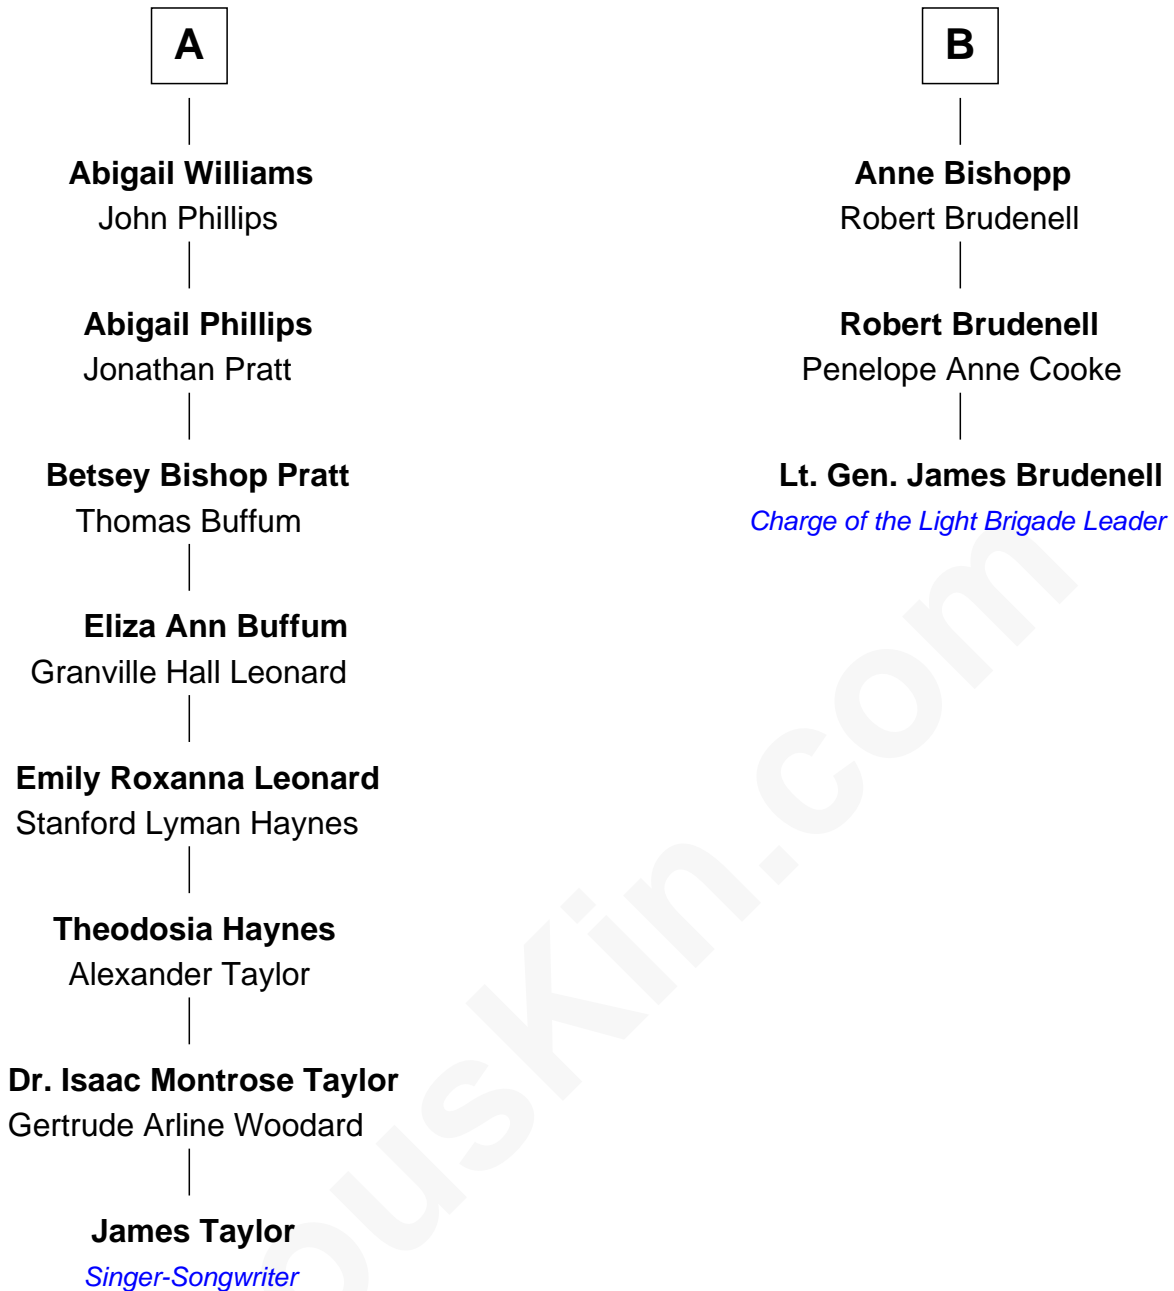 A
Abigail Williams
John Phillips
Abigail Phillips
Jonathan Pratt
Betsey Bishop Pratt
Thomas Buffum
Eliza Ann Buffum
Granville Hall Leonard
Emily Roxanna Leonard
Stanford Lyman Haynes
Theodosia Haynes
Alexander Taylor
Dr. Isaac Montrose Taylor
Gertrude Arline Woodard
James Taylor
Singer-Songwriter
B
Anne Bishopp
Robert Brudenell
Robert Brudenell
Penelope Anne Cooke
Lt. Gen. James Brudenell
Charge of the Light Brigade Leader
ousKin.com